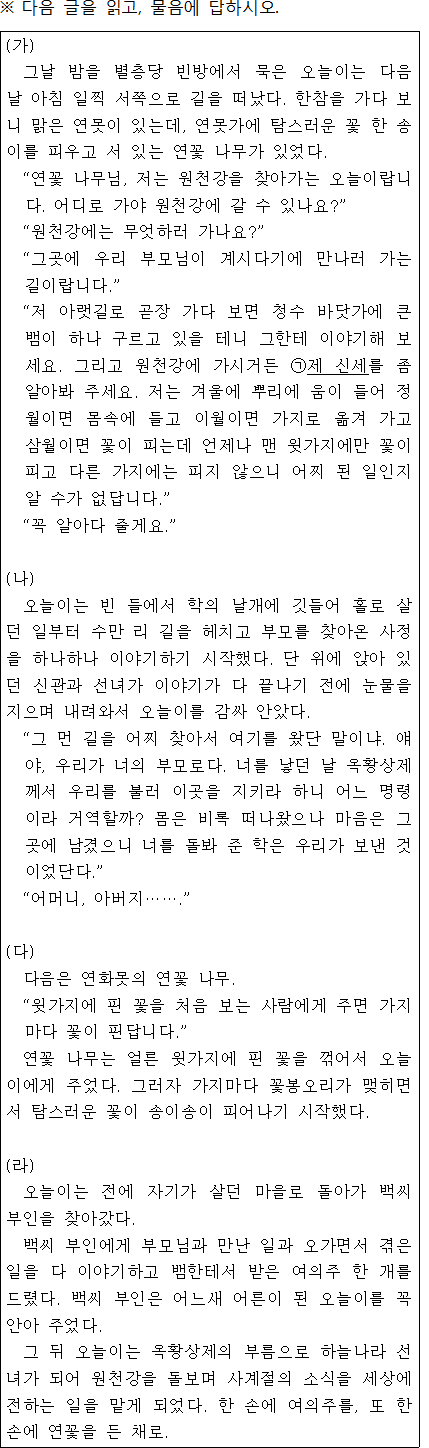 ※ 다음 글을 읽고, 물음에 답하시오.
(가)
그날 밤을 별층당 빈방에서 묵은 오늘이는 다음
날 아침 일찍 서쪽으로 길을 떠났다. 한참을 가다 보
니 맑은 연못이 있는데, 연못가에 탐스러운 꽃 한 송
이를 피우고 서 있는 연꽃 나무가 있었다.
“연꽃 나무님, 저는 원천강을 찾아가는 오늘이랍니
다. 어디로 가야 원천강에 갈 수 있나요?”
“원천강에는 무엇하러 가나요?”
“그곳에 우리 부모님이 계시다기에 만나러 가는
길이랍니다.”
“저 아랫길로 곧장 가다 보면 청수 바닷가에 큰
뱀이 하나 구르고 있을 테니 그한테 이야기해 보
세요. 그리고 원천강에 가시거든 ㉠제 신세를 좀
알아봐 주세요. 저는 겨울에 뿌리에 움이 들어 정
월이면 몸속에 들고 이월이면 가지로 옮겨 가고
삼월이면 꽃이 피는데 언제나 맨 윗가지에만 꽃이
피고 다른 가지에는 피지 않으니 어찌 된 일인지
알 수가 없답니다.”
“꼭 알아다 줄게요.”
(나)
오늘이는 빈 들에서 학의 날개에 깃들어 홀로 살
던 일부터 수만 리 길을 헤치고 부모를 찾아온 사정
을 하나하나 이야기하기 시작했다. 단 위에 앉아 있
던 신관과 선녀가 이야기가 다 끝나기 전에 눈물을
지으며 내려와서 오늘이를 감싸 안았다.
“그 먼 길을 어찌 찾아서 여기를 왔단 말이냐. 얘
야, 우리가 너의 부모로다. 너를 낳던 날 옥황상제
께서 우리를 불러 이곳을 지키라 하니 어느 명령
이라 거역할까? 몸은 비록 떠나왔으나 마음은 그
곳에 남겼으니 너를 돌봐 준 학은 우리가 보낸 것
이었단다.”
“어머니, 아버지…….”
(다)
다음은 연화못의 연꽃 나무.
“윗가지에 핀 꽃을 처음 보는 사람에게 주면 가지
마다 꽃이 핀답니다.”
연꽃 나무는 얼른 윗가지에 핀 꽃을 꺾어서 오늘
이에게 주었다. 그러자 가지마다 꽃봉오리가 맺히면
서 탐스러운 꽃이 송이송이 피어나기 시작했다.
(라)
오늘이는 전에 자기가 살던 마을로 돌아가 백씨
부인을 찾아갔다.
백씨 부인에게 부모님과 만난 일과 오가면서 겪은
일을 다 이야기하고 뱀한테서 받은 여의주 한 개를
드렸다. 백씨 부인은 어느새 어른이 된 오늘이를 꼭
안아 주었다.
그 뒤 오늘이는 옥황상제의 부름으로 하늘나라 선
녀가 되어 원천강을 돌보며 사계절의 소식을 세상에
전하는 일을 맡게 되었다. 한 손에 여의주를, 또 한
손에 연꽃을 든 채로.